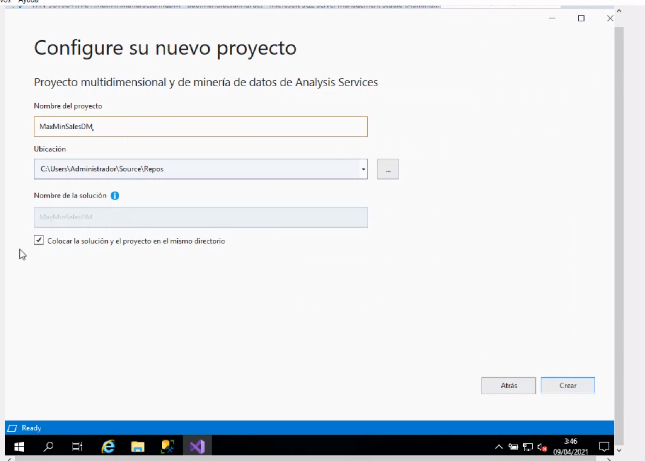 Ayuda
Configure su nuevo proyecto
Proyecto multidimensional y de minería de datos de Analysis Services
Nombre del proyecto
MaxMinSalesDM
Ubicación
C:\Users\Administrador\Source\Repos
...
Nombre de la solución
MaxMinSalesDM
Colocar la solución y el proyecto en el mismo directorio
Atrás
Crear
Ready
3:46
09/04/2021